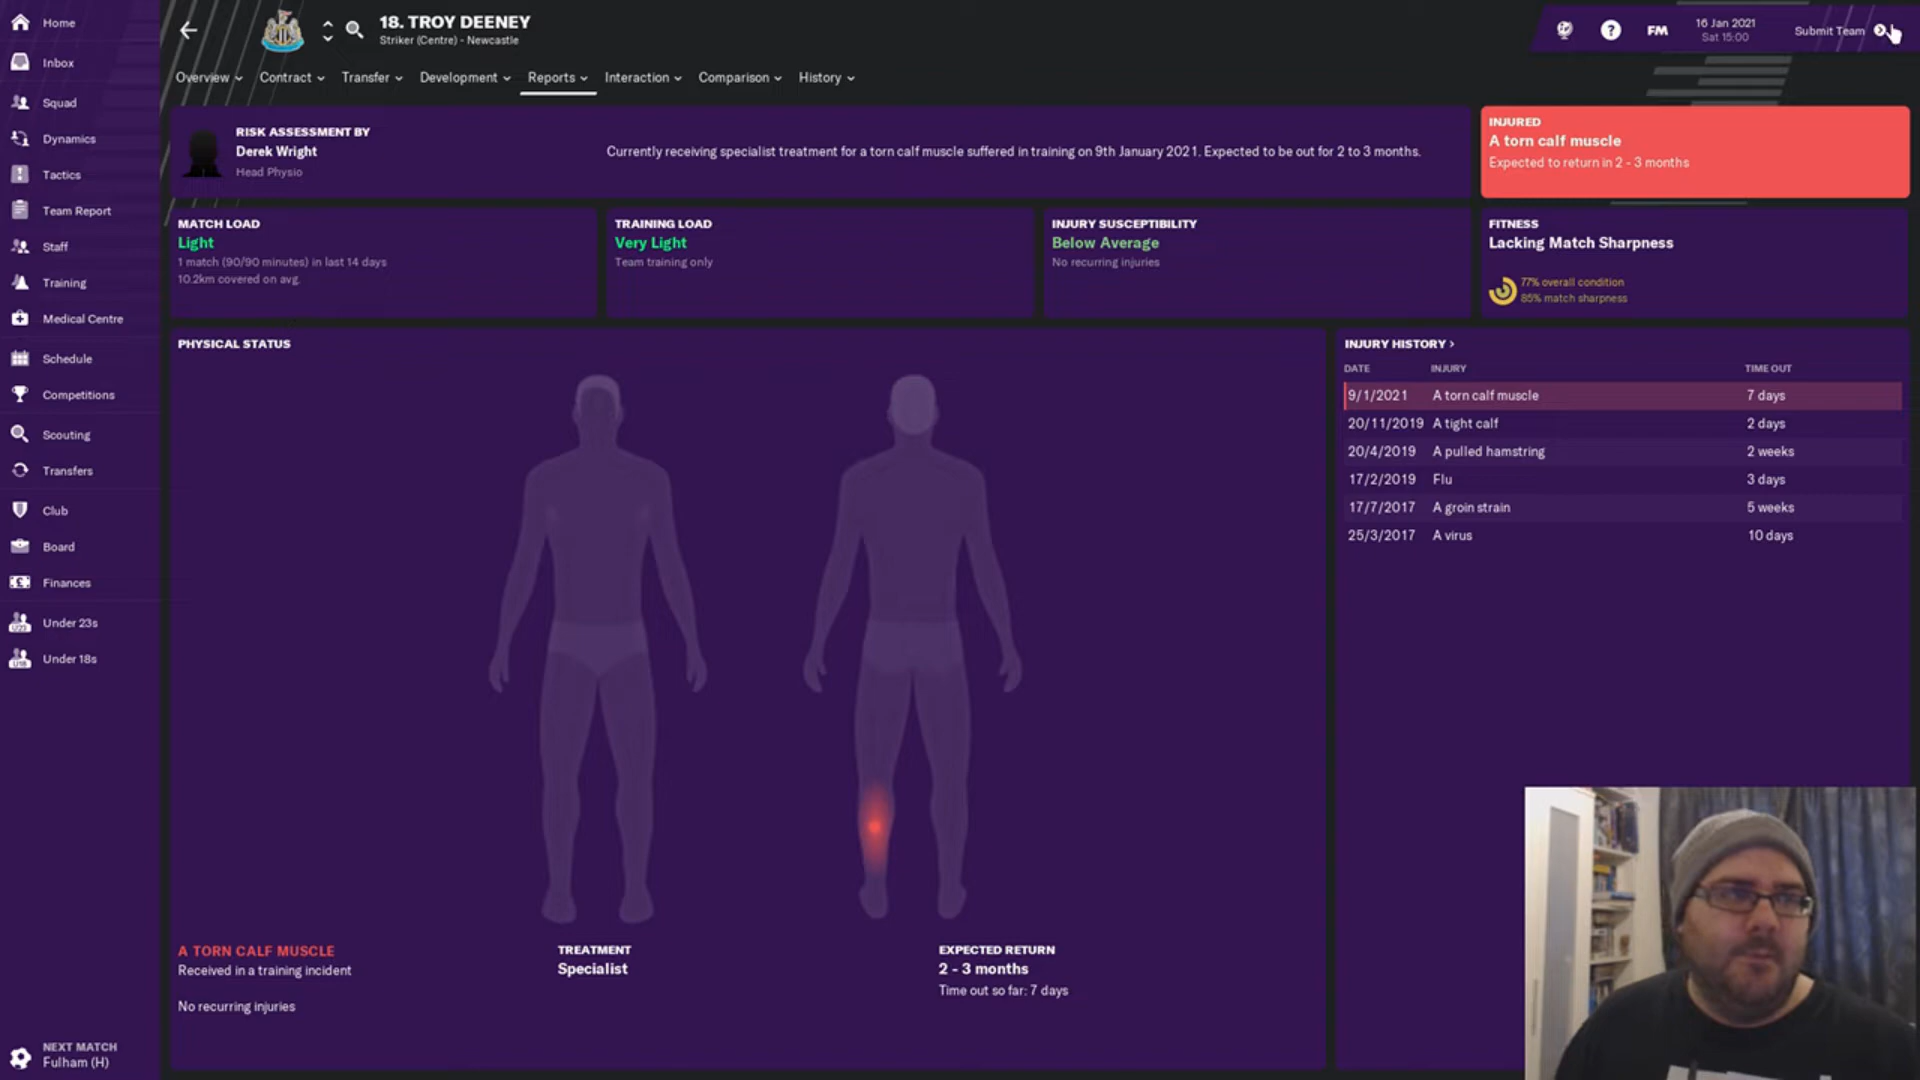 Home
Inbox
Squad
Dynamics
Tactics
Team Report
Staff
Training
Medical Centre
Schedule
Competitions
Scouting
Transfers
Club
Board
Finances
Under 23s
Under 18s
NEXT MATCH
Fulham (H)
18. TROY DEENEY
Striker (Centre) - Newcastle
FM
16 Jan 2021
Sat 15:00
Submit Team
Overview Contract Transfer Development Reports Interaction Comparison History
RISK ASSESSMENT BY
Derek Wright
Head Physio
Currently receiving specialist treatment for a torn calf muscle suffered in training on 9th January 2021. Expected to be out for 2 to 3 months.
INJURED
A torn calf muscle
Expected to return in 2 - 3 months
MATCH LOAD
Light
1 match (90/90 minutes) in last 14 days
10.2km covered on avg.
TRAINING LOAD
Very Light
Team training only
INJURY SUSCEPTIBILITY
Below Average
No recurring injuries
FITNESS
Lacking Match Sharpness
77% overall condition
85% match sharpness
PHYSICAL STATUS
A TORN CALF MUSCLE
Received in a training incident
No recurring injuries
TREATMENT
Specialist
EXPECTED RETURN
2 - 3 months
Time out so far: 7 days
INJURY HISTORY >
DATE INJURY TIME OUT
9/1/2021 A torn calf muscle 7 days
20/11/2019 A tight calf 2 days
20/4/2019 A pulled hamstring 2 weeks
17/2/2019 Flu 3 days
17/7/2017 A groin strain 5 weeks
25/3/2017 A virus 10 days